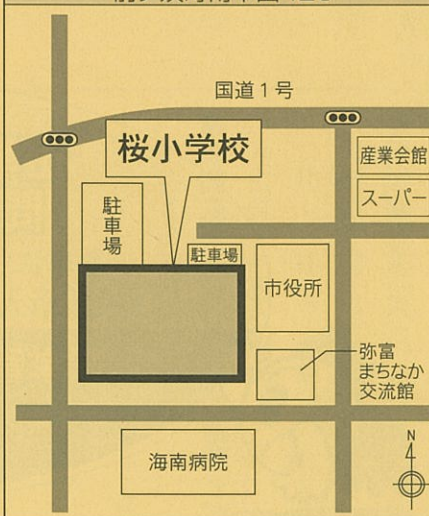 国道1号
桜小学校
産業会館
スーパー
駐車場
駐車場
市役所
弥富
まちなか
交流館
海南病院
N